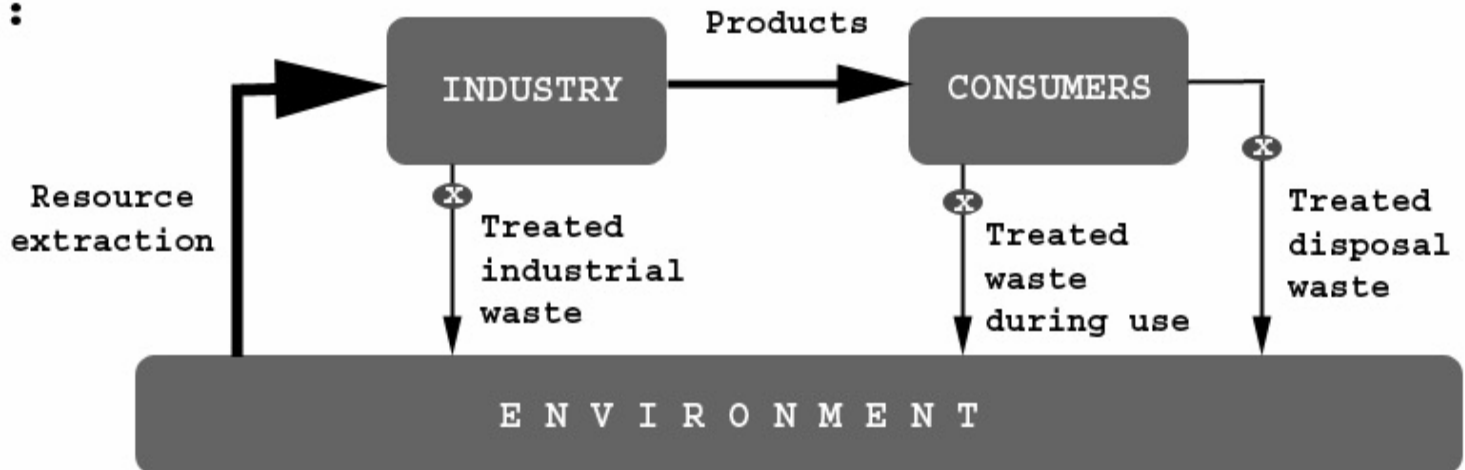 :
Products
INDUSTRY
CONSUMERS
Resource
extraction
x
Treated
industrial
waste
x
Treated
waste
during use
x
Treated
disposal
waste
E N V I R O N M E N T